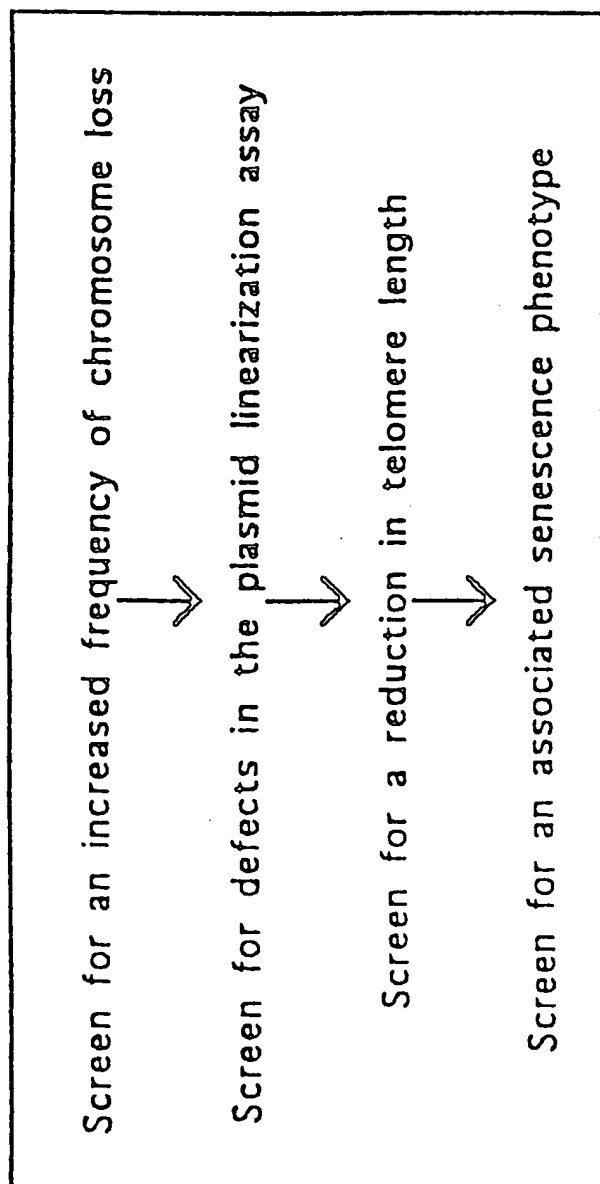 Screen for an increased frequency of chromosome loss
Screen for defects in the plasmid linearization assay
Screen for a reduction in telomere length
Screen for an associated senescence phenotype